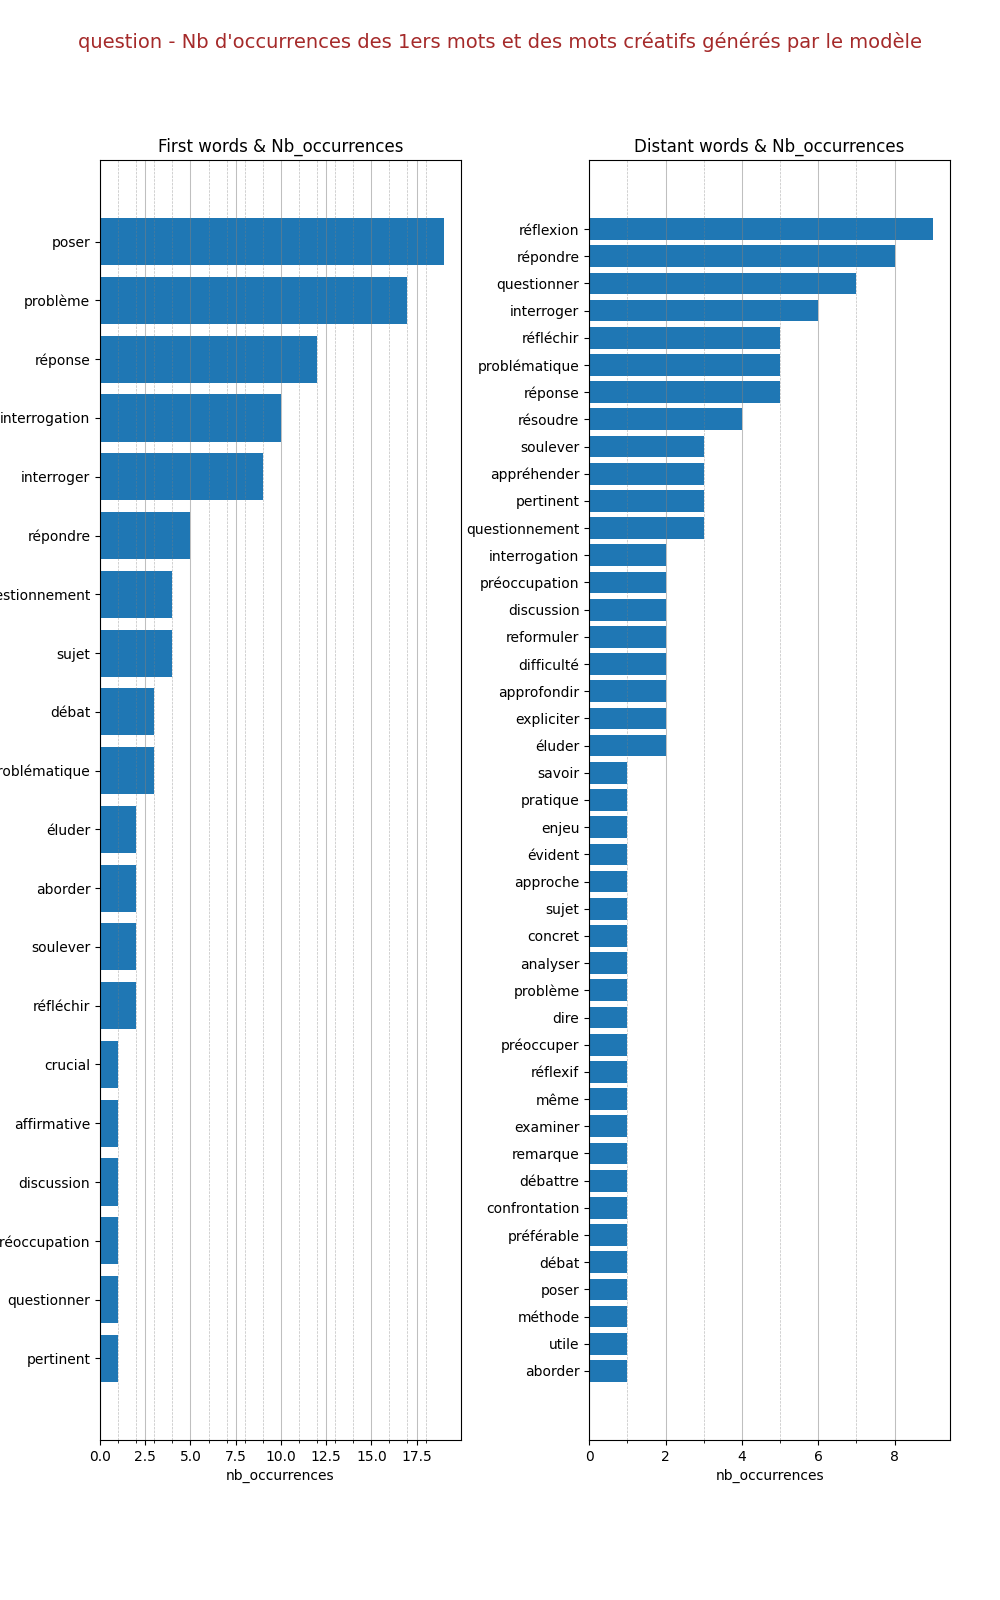 question - Nb d'occurrences des 1ers mots et des mots créatifs générés par le modèle
First words & Nb_occurrences
poser
problème
réponse
interrogation
interroger
répondre
estionnement
sujet
débat
roblématique
éluder
aborder
soulever
réfléchir
crucial
affirmative
discussion
réoccupation
questionner
pertinent
0.0 2.5 5.0 7.5 10.0 12.5 15.0 17.5
nb_occurrences
Distant words & Nb_occurrences
réflexion
répondre
questionner
interroger
réfléchir
problématique
réponse
résoudre
soulever
appréhender
pertinent
questionnement
interrogation
préoccupation
discussion
reformuler
difficulté
approfondir
expliciter
éluder
savoir
pratique
enjeu
évident
approche
sujet
concret
analyser
problème
dire
préoccuper
réflexif
même
examiner
remarque
débattre
confrontation
préférable
débat
poser
méthode
utile
aborder
0 2 4 6 8
nb_occurrences